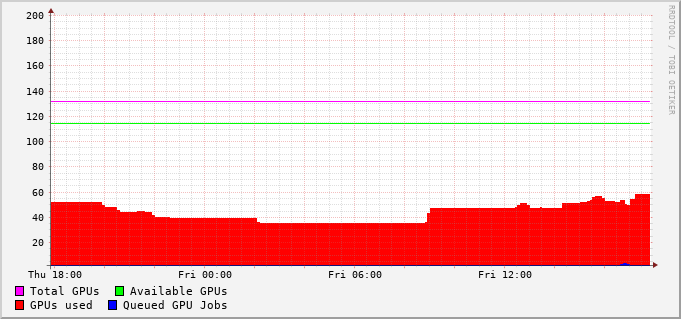 200
180
160
140
120
100
80
60
40
20
Thu 18:00 Fri 00:00 Fri 06:00 Fri 12:00
Total GPUs Available GPUs
GPUs used Queued GPU Jobs
RRDTOOL / TOBI OETIKER